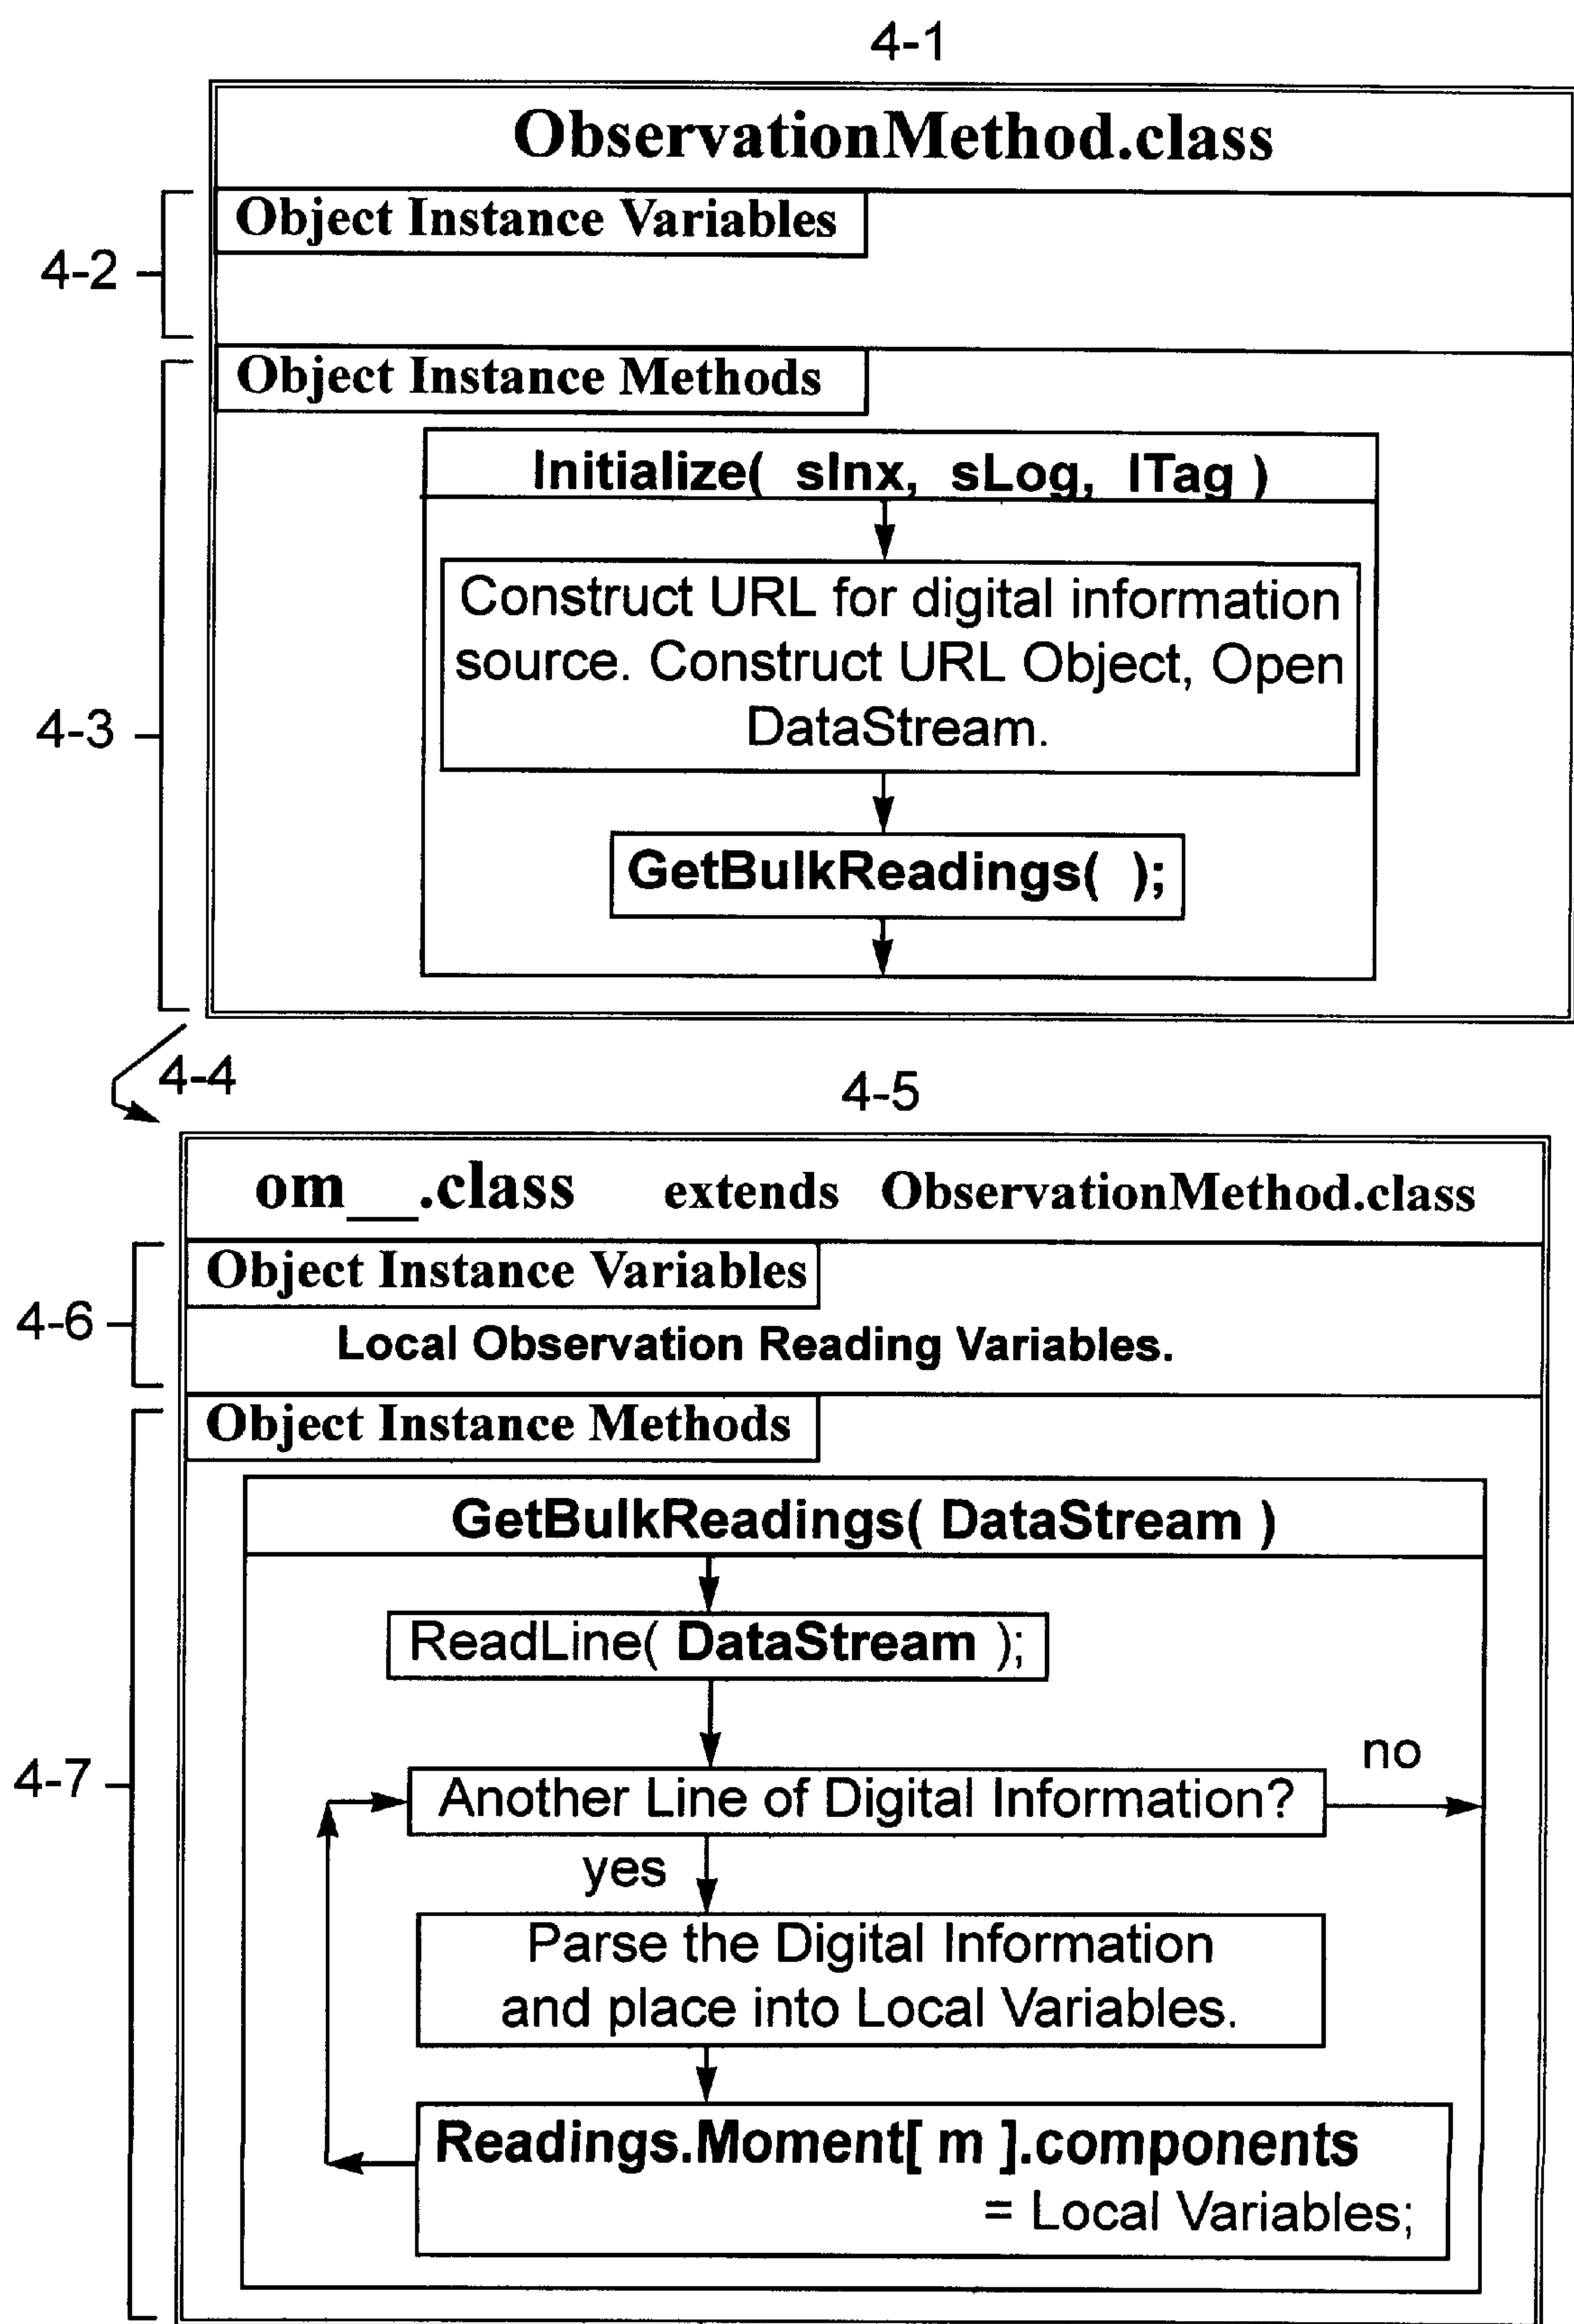 4-1
ObservationMethod.class
Object Instance Variables
4-2
Object Instance Methods
Initialize( sInx, sLog, lTag )
Construct URL for digital information
source. Construct URL Object, Open
DataStream.
4-3
GetBulkReadings( );
4-4
4-5
om__.class extends ObservationMethod.class
Object Instance Variables
4-6
Local Observation Reading Variables.
Object Instance Methods
GetBulkReadings( DataStream )
ReadLine( DataStream );
no
4-7
Another Line of Digital Information?
yes
Parse the Digital Information
and place into Local Variables.
Readings.Moment[ m ].components
= Local Variables;